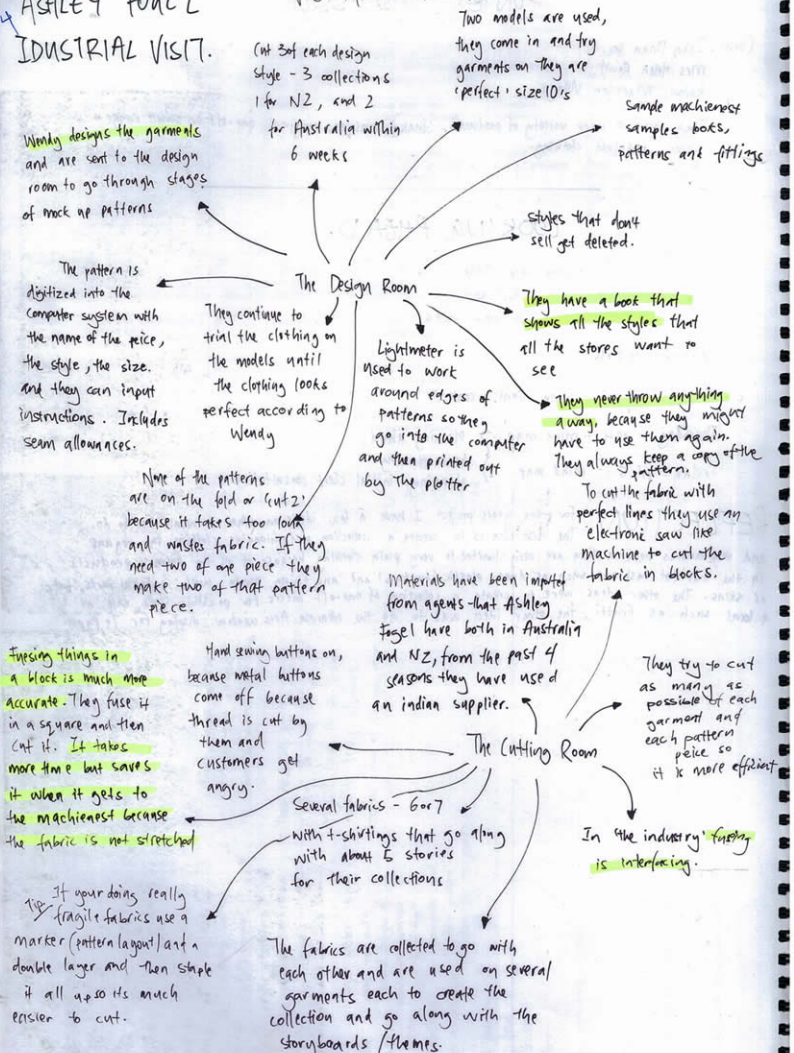 ASHLEY FOGEL
IDUSTRIAL VISIT.
Two models are used,
they come in and try
garments on they are
'perfect' size 10's
Cut 3 of each design
style - 3 collections
1 for NZ, and 2
for Australia within
6 weeks
Sample machienest
samples looks,
patterns and fittings
Wendy designs the garments
and are sent to the design
room to go through stages
of mock up patterns
styles that don't
sell get deleted.
The Design Room
The pattern is
digitized into the
computer system with
the name of the peice,
the style, the size.
and they can input
instructions. Includes
seam allowances.
They continue to
trial the clothing on
the models until
the clothing looks
perfect according to
Wendy
Lightmeter is
used to work
around edges of
patterns so they
go into the computer
and then printed out
by the plotter
They have a book that
shows all the styles that
all the stores want to
see
They never throw anything
away, because they might
have to use them again.
They always keep a copy of the
pattern.
None of the patterns
are on the fold or 'cut 2'
because it takes too long
and wastes fabric. If they
need two of one piece they
make two of that pattern
piece.
To cut the fabric with
perfect lines they use an
electronic saw like
machine to cut the
fabric in blocks.
Materials have been imputed
from agents that Ashley
Fogel have both in Australia
and NZ, from the past 4
seasons they have used
an indian supplier.
The Cutting Room
Fuesing things in
a block is much more
accurate. They fuse it
in a square and then
cut it. It takes
more time but saves
it when it gets to
the machienest because
the fabric is not stretched
Hand sewing buttons on,
because metal buttons
come off because
thread is cut by
them and
customers get
angry.
They try to cut
as many as
possible of each
garment and
each pattern
peice so
it is more efficient
Several fabrics - 6 or 7
with t-shirtings that go along
with about 5 stories
for their collections
In 'the industry' fusing
is interfacing.
Tip If your doing really
fragile fabrics use a
marker (pattern layout) and a
double layer and then staple
it all up so its much
easier to cut.
The fabrics are collected to go with
each other and are used on several
garments each to create the
collection and go along with the
storyboards / themes.